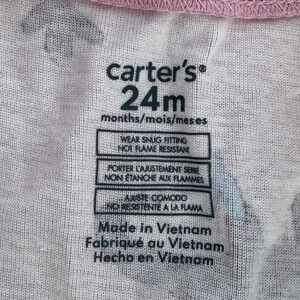 carter's®
24m
months/mois/meses
WEAR SNUG FITTING
NOT FLAME RESISTANT
PORTER L'AJUSTEMENT SERRÉ
NON ÉTANCHE AUX FLAMMES
AJUSTE COMODO
NO RESISTENTE A LA FLAMA
Made in Vietnam
Fabriqué au Vietnam
Hecho en Vietnam